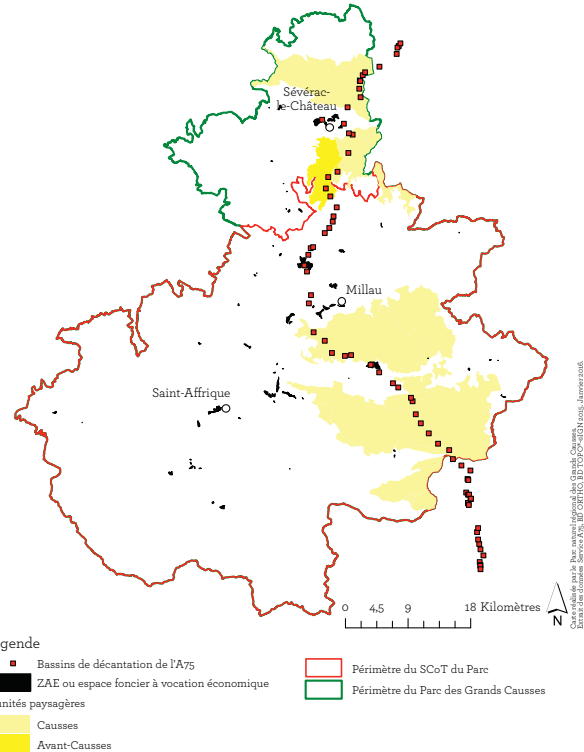 Sévérac-
le-Château
Millau
Saint-Affrique
0 4,5 9 18 Kilomètres
N
Carte réalisée par le Parc naturel régional des Grands Causses.
Extrait des données Service A75, BD ORTHO, BD TOPO®-©IGN 2015. Janvier 2016.
gende
Bassins de décantation de l'A75
ZAE ou espace foncier à vocation économique
unités paysagères
Causses
Avant-Causses
Périmètre du SCoT du Parc
Périmètre du Parc des Grands Causses